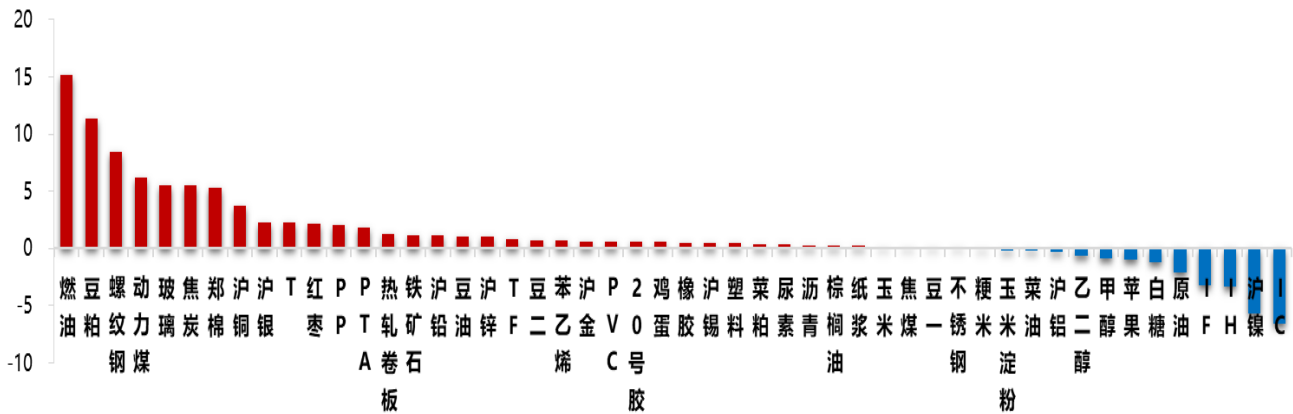 20
15
10
5
0
-5
-10
燃油
豆粕
螺纹钢
动力煤
玻璃
焦炭
郑棉
沪铜
沪银
T
红枣
PP
PTA
热轧卷板
铁矿石
沪铅
豆油
沪锌
TF
豆二
苯乙烯
沪金
PVC
20号胶
鸡蛋
橡胶
沪锡
塑料
菜粕
尿素
沥青
棕榈油
纸浆
玉米
焦煤
豆一
不锈钢
粳米
玉米淀粉
菜油
沪铝
乙二醇
甲醇
苹果
白糖
原油
IF
IH
沪镍
IC